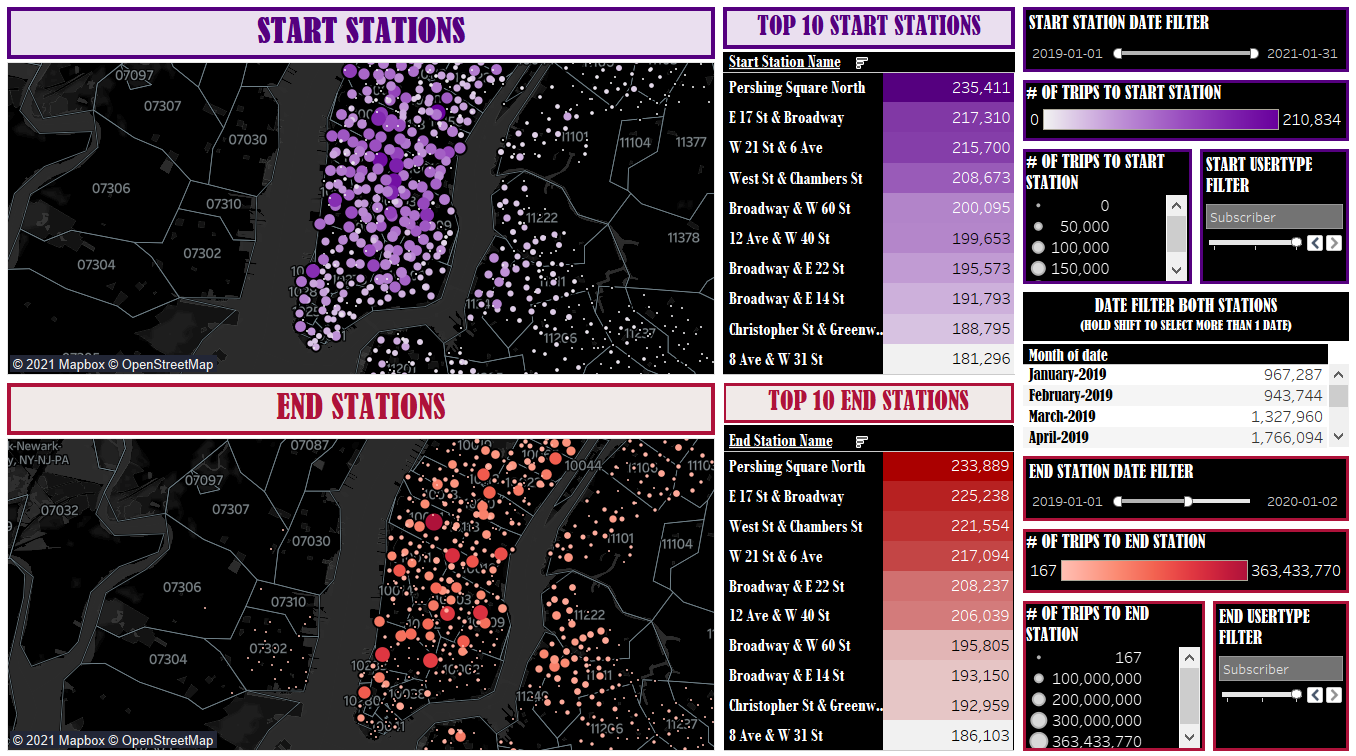 START STATIONS
07097
07307
07030
07306
07310
07302
07304
11101
11104
11377
11222
11378
11206
11237
© 2021 Mapbox © OpenStreetMap
TOP 10 START STATIONS
Start Station Name
Pershing Square North 235,411
E 17 St & Broadway 217,310
W 21 St & 6 Ave 215,700
West St & Chambers St 208,673
Broadway & W 60 St 200,095
12 Ave & W 40 St 199,653
Broadway & E 22 St 195,573
Broadway & E 14 St 191,793
Christopher St & Greenw.. 188,795
8 Ave & W 31 St 181,296
START STATION DATE FILTER
2019-01-01 2021-01-31
# OF TRIPS TO START STATION
0 210,834
# OF TRIPS TO START
STATION
0
50,000
100,000
150,000
START USERTYPE
FILTER
Subscriber
DATE FILTER BOTH STATIONS
(HOLD SHIFT TO SELECT MORE THAN 1 DATE)
Month of date
January-2019 967,287
February-2019 943,744
March-2019 1,327,960
April-2019 1,766,094
END STATIONS
k-Newark-
y, NY-NJ-PA
07087
07097
07032
07307
07030
07306
07310
07302
07304
10044
11101
11104
11222
11206
11237
© 2021 Mapbox © OpenStreetMap
TOP 10 END STATIONS
End Station Name
Pershing Square North 233,889
E 17 St & Broadway 225,238
West St & Chambers St 221,554
W 21 St & 6 Ave 217,094
Broadway & E 22 St 208,237
12 Ave & W 40 St 206,039
Broadway & W 60 St 195,805
Broadway & E 14 St 193,150
Christopher St & Greenw.. 192,959
8 Ave & W 31 St 186,103
END STATION DATE FILTER
2019-01-01 2020-01-02
# OF TRIPS TO END STATION
167 363,433,770
# OF TRIPS TO END
STATION
167
100,000,000
200,000,000
300,000,000
363,433,770
END USERTYPE
FILTER
Subscriber